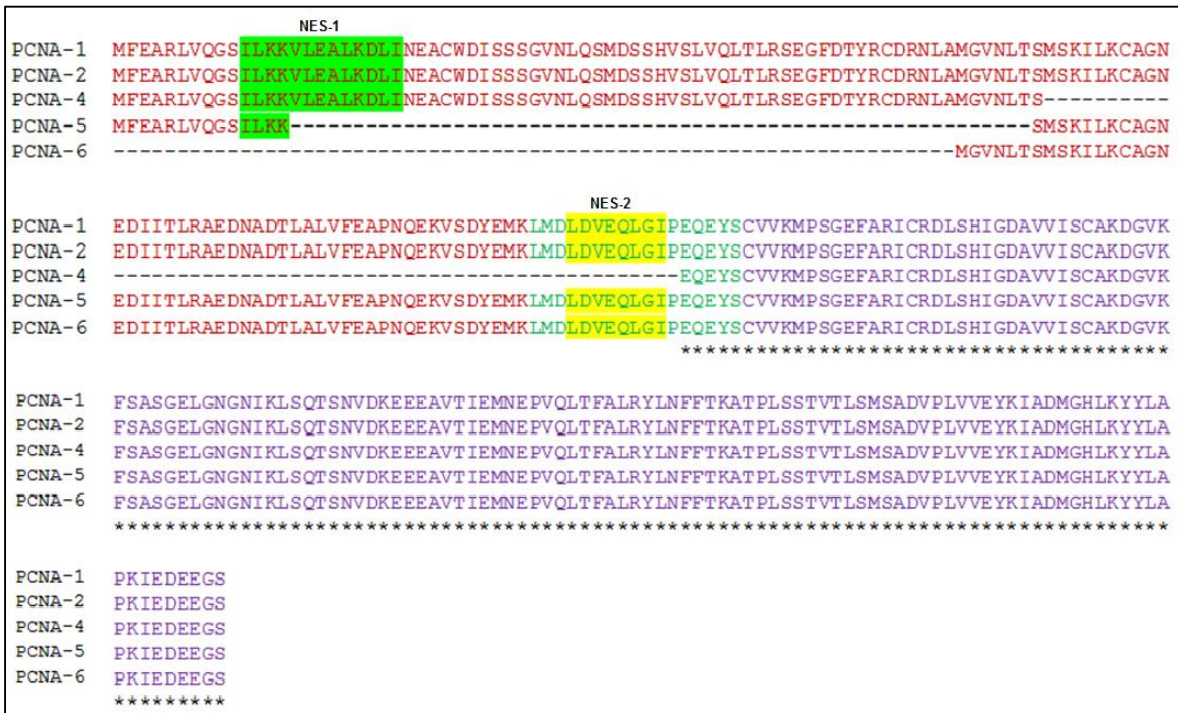 NES-1
PCNA-1 MFEARLVQGSILKKVLEALKDLINEACWDISSSGVNLQSMDSSHVSLVQLTLRSEGFDTYRCDRNLAMGVNLTSMSKILKCAGN
PCNA-2 MFEARLVQGSILKKVLEALKDLINEACWDISSSGVNLQSMDSSHVSLVQLTLRSEGFDTYRCDRNLAMGVNLTSMSKILKCAGN
PCNA-4 MFEARLVQGSILKKVLEALKDLINEACWDISSSGVNLQSMDSSHVSLVQLTLRSEGFDTYRCDRNLAMGVNLTS----------
PCNA-5 MFEARLVQGSILKK-----------------------------------------------------------SMSKILKCAGN
PCNA-6 -------------------------------------------------------------------MGVNLTSMSKILKCAGN
NES-2
PCNA-1 EDIITLRAEDNADTLALVFEAPNQEKVSDYEMKLMDLDVEQLGIPEQEYSCVVKMPSGEFARICRDLSHIGDAVVISCAKDGVK
PCNA-2 EDIITLRAEDNADTLALVFEAPNQEKVSDYEMKLMDLDVEQLGIPEQEYSCVVKMPSGEFARICRDLSHIGDAVVISCAKDGVK
PCNA-4 ---------------------------------------------EQEYSCVVKMPSGEFARICRDLSHIGDAVVISCAKDGVK
PCNA-5 EDIITLRAEDNADTLALVFEAPNQEKVSDYEMKLMDLDVEQLGIPEQEYSCVVKMPSGEFARICRDLSHIGDAVVISCAKDGVK
PCNA-6 EDIITLRAEDNADTLALVFEAPNQEKVSDYEMKLMDLDVEQLGIPEQEYSCVVKMPSGEFARICRDLSHIGDAVVISCAKDGVK
***************************************
PCNA-1 FSASGELGNGNIKLSQTSNVDKEEEAVTIEMNEPVQLTFALRYLNFFTKATPLSSTVTLSMSADVPLVVEYKIADMGHLKYYLA
PCNA-2 FSASGELGNGNIKLSQTSNVDKEEEAVTIEMNEPVQLTFALRYLNFFTKATPLSSTVTLSMSADVPLVVEYKIADMGHLKYYLA
PCNA-4 FSASGELGNGNIKLSQTSNVDKEEEAVTIEMNEPVQLTFALRYLNFFTKATPLSSTVTLSMSADVPLVVEYKIADMGHLKYYLA
PCNA-5 FSASGELGNGNIKLSQTSNVDKEEEAVTIEMNEPVQLTFALRYLNFFTKATPLSSTVTLSMSADVPLVVEYKIADMGHLKYYLA
PCNA-6 FSASGELGNGNIKLSQTSNVDKEEEAVTIEMNEPVQLTFALRYLNFFTKATPLSSTVTLSMSADVPLVVEYKIADMGHLKYYLA
************************************************************************************
PCNA-1 PKIEDEEGS
PCNA-2 PKIEDEEGS
PCNA-4 PKIEDEEGS
PCNA-5 PKIEDEEGS
PCNA-6 PKIEDEEGS
*********